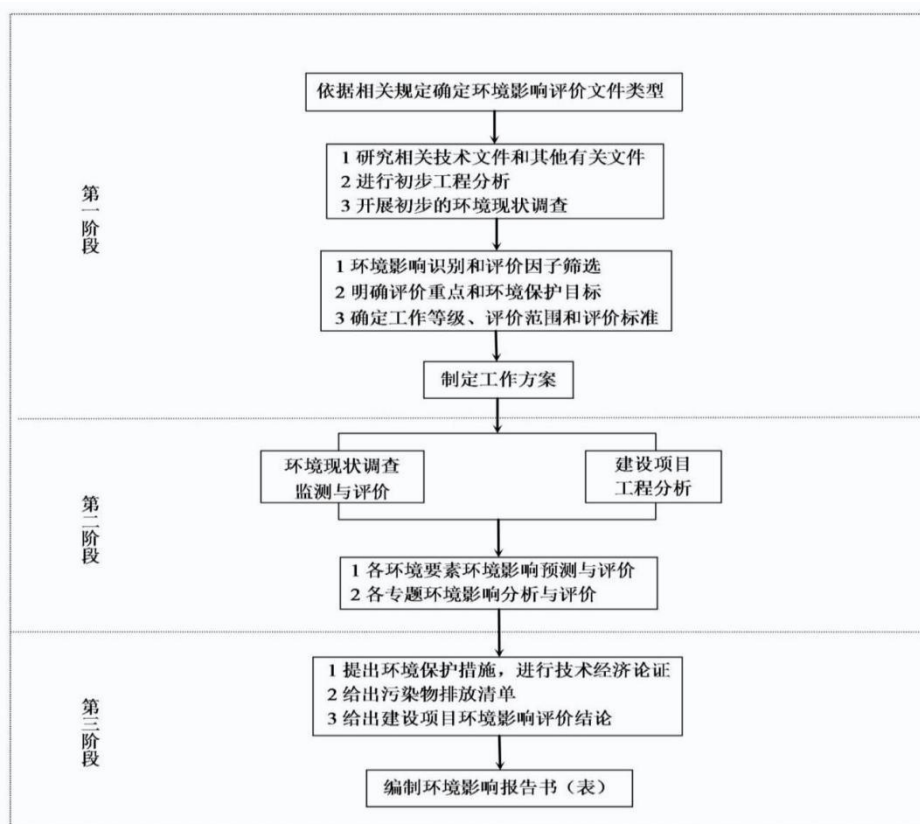 依据相关规定确定环境影响评价文件类型
1 研究相关技术文件和其他有关文件
2 进行初步工程分析
3 开展初步的环境现状调查
第一阶段
1 环境影响识别和评价因子筛选
2 明确评价重点和环境保护目标
3 确定工作等级、评价范围和评价标准
制定工作方案
第二阶段
环境现状调查
监测与评价
建设项目
工程分析
1 各环境要素环境影响预测与评价
2 各专题环境影响分析与评价
第三阶段
1 提出环境保护措施，进行技术经济论证
2 给出污染物排放清单
3 给出建设项目环境影响评价结论
编制环境影响报告书（表）